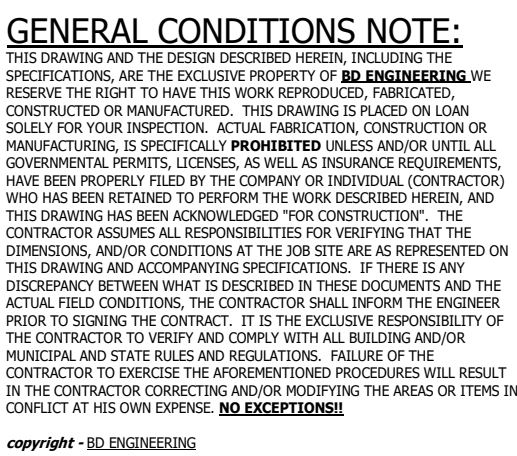 GENERAL CONDITIONS NOTE:
THIS DRAWING AND THE DESIGN DESCRIBED HEREIN, INCLUDING THE
SPECIFICATIONS, ARE THE EXCLUSIVE PROPERTY OF BD ENGINEERING WE
RESERVE THE RIGHT TO HAVE THIS WORK REPRODUCED, FABRICATED,
CONSTRUCTED OR MANUFACTURED. THIS DRAWING IS PLACED ON LOAN
SOLELY FOR YOUR INSPECTION. ACTUAL FABRICATION, CONSTRUCTION OR
MANUFACTURING, IS SPECIFICALLY PROHIBITED UNLESS AND/OR UNTIL ALL
GOVERNMENTAL PERMITS, LICENSES, AS WELL AS INSURANCE REQUIREMENTS,
HAVE BEEN PROPERLY FILED BY THE COMPANY OR INDIVIDUAL (CONTRACTOR)
WHO HAS BEEN RETAINED TO PERFORM THE WORK DESCRIBED HEREIN, AND
THIS DRAWING HAS BEEN ACKNOWLEDGED "FOR CONSTRUCTION". THE
CONTRACTOR ASSUMES ALL RESPONSIBILITIES FOR VERIFYING THAT THE
DIMENSIONS, AND/OR CONDITIONS AT THE JOB SITE ARE AS REPRESENTED ON
THIS DRAWING AND ACCOMPANYING SPECIFICATIONS. IF THERE IS ANY
DISCREPANCY BETWEEN WHAT IS DESCRIBED IN THESE DOCUMENTS AND THE
ACTUAL FIELD CONDITIONS, THE CONTRACTOR SHALL INFORM THE ENGINEER
PRIOR TO SIGNING THE CONTRACT. IT IS THE EXCLUSIVE RESPONSIBILITY OF
THE CONTRACTOR TO VERIFY AND COMPLY WITH ALL BUILDING AND/OR
MUNICIPAL AND STATE RULES AND REGULATIONS. FAILURE OF THE
CONTRACTOR TO EXERCISE THE AFOREMENTIONED PROCEDURES WILL RESULT
IN THE CONTRACTOR CORRECTING AND/OR MODIFYING THE AREAS OR ITEMS IN
CONFLICT AT HIS OWN EXPENSE. NO EXCEPTIONS!!
copyright - BD ENGINEERING